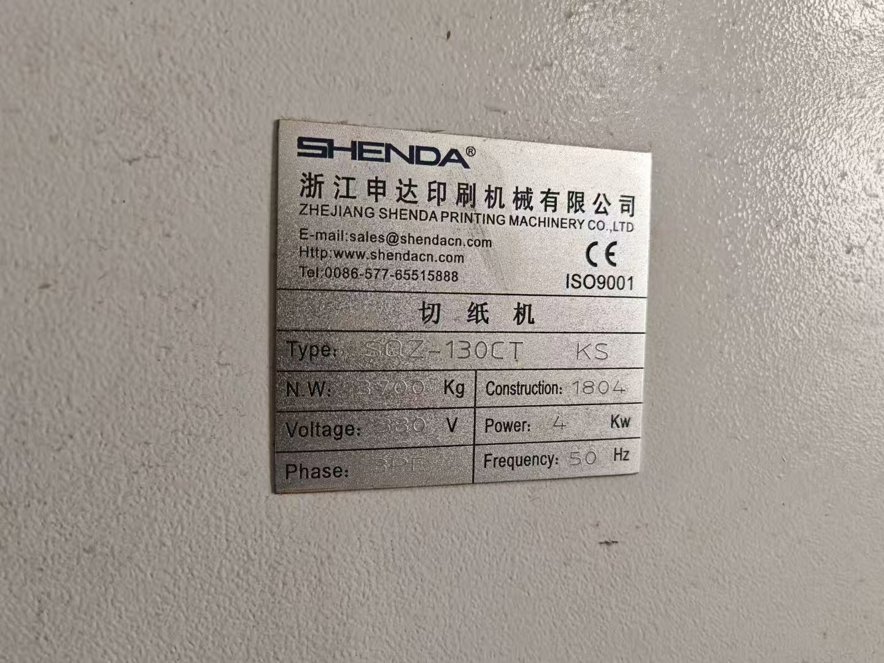 SHENDA®
浙江申达印刷机械有限公司
ZHEJIANG SHENDA PRINTING MACHINERY CO.,LTD
E-mail:sales@shendacn.com
Http:www.shendacn.com
Tel:0086-577-65515888
CE
ISO9001
切纸机
Type: SQZ-130CT KS
N.W: 3700 Kg
Construction: 1804
Voltage: 380 V
Power: 4 Kw
Phase:
Frequency: 50 Hz